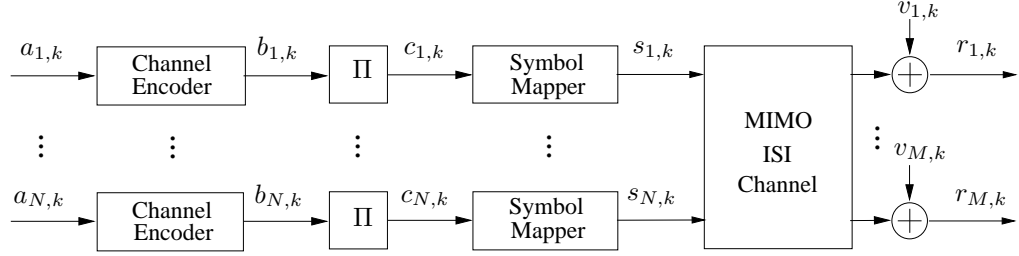 a_{1,k} Channel Encoder b_{1,k} Π c_{1,k} Symbol Mapper s_{1,k} v_{1,k} + r_{1,k}
MIMO ISI Channel
a_{N,k} Channel Encoder b_{N,k} Π c_{N,k} Symbol Mapper s_{N,k} v_{M,k} + r_{M,k}